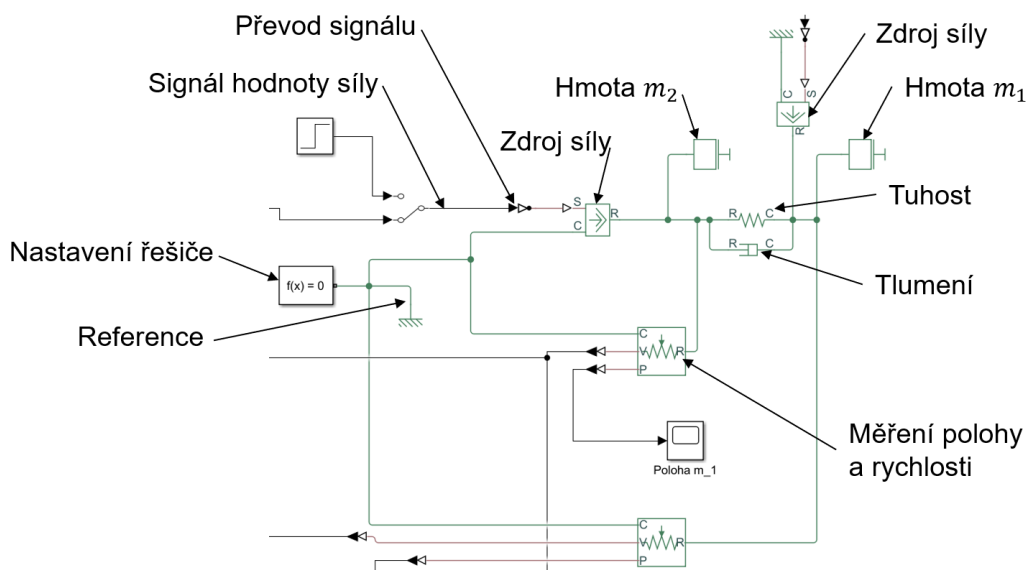 Převod signálu
Zdroj síly
Signál hodnoty síly
Hmota m₂
Hmota m₁
C
S
R
Zdroj síly
S
R
C
Tuhost
R
C
R
C
Nastavení řešiče
Tlumení
f(x) = 0
Reference
C
V
R
P
Měření polohy
a rychlosti
Poloha m_1
C
V
R
P